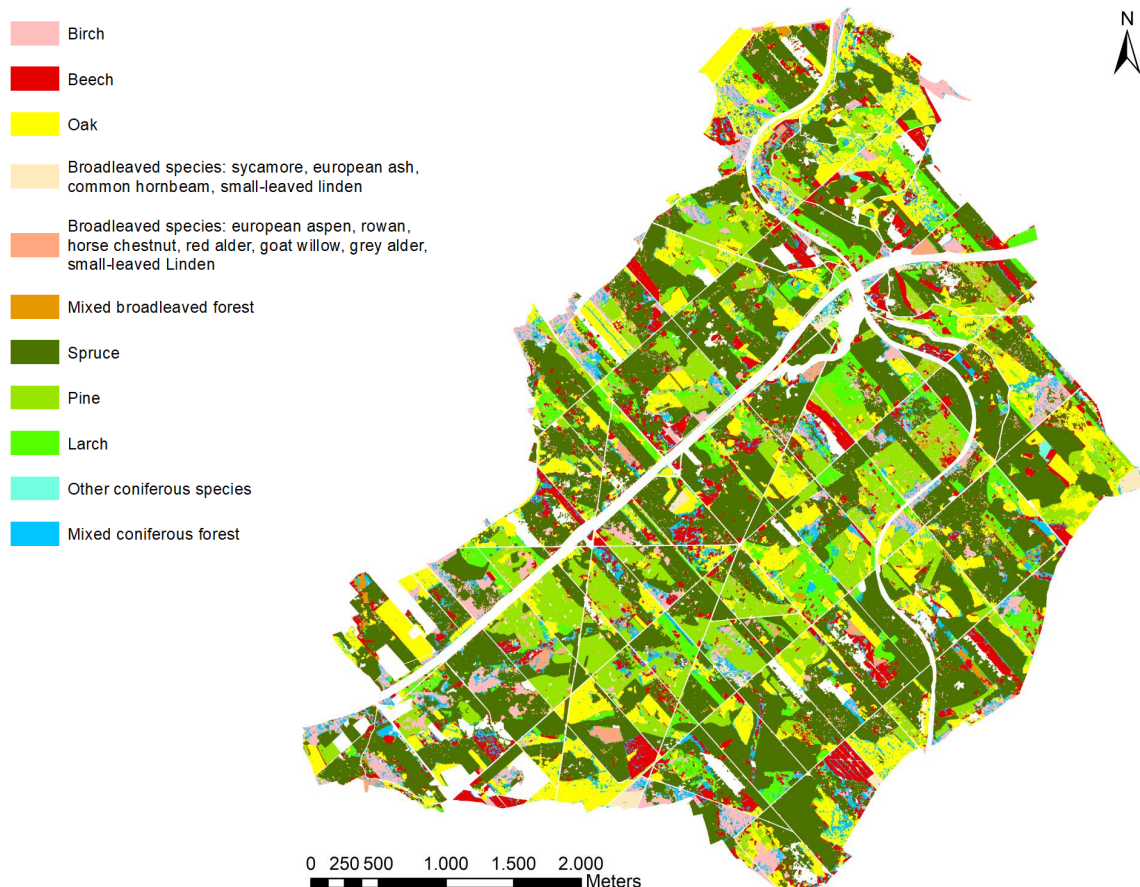 Birch
Beech
Oak
Broadleaved species: sycamore, european ash,
common hornbeam, small-leaved linden
Broadleaved species: european aspen, rowan,
horse chestnut, red alder, goat willow, grey alder,
small-leaved Linden
Mixed broadleaved forest
Spruce
Pine
Larch
Other coniferous species
Mixed coniferous forest
N
0 250 500 1.000 1.500 2.000
Meters